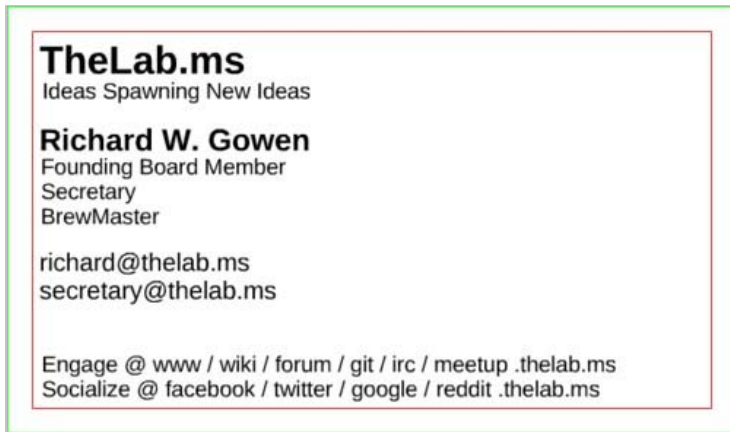 TheLab.ms
Ideas Spawning New Ideas
Richard W. Gowen
Founding Board Member
Secretary
BrewMaster
richard@thelab.ms
secretary@thelab.ms
Engage @ www / wiki / forum / git / irc / meetup .thelab.ms
Socialize @ facebook / twitter / google / reddit .thelab.ms